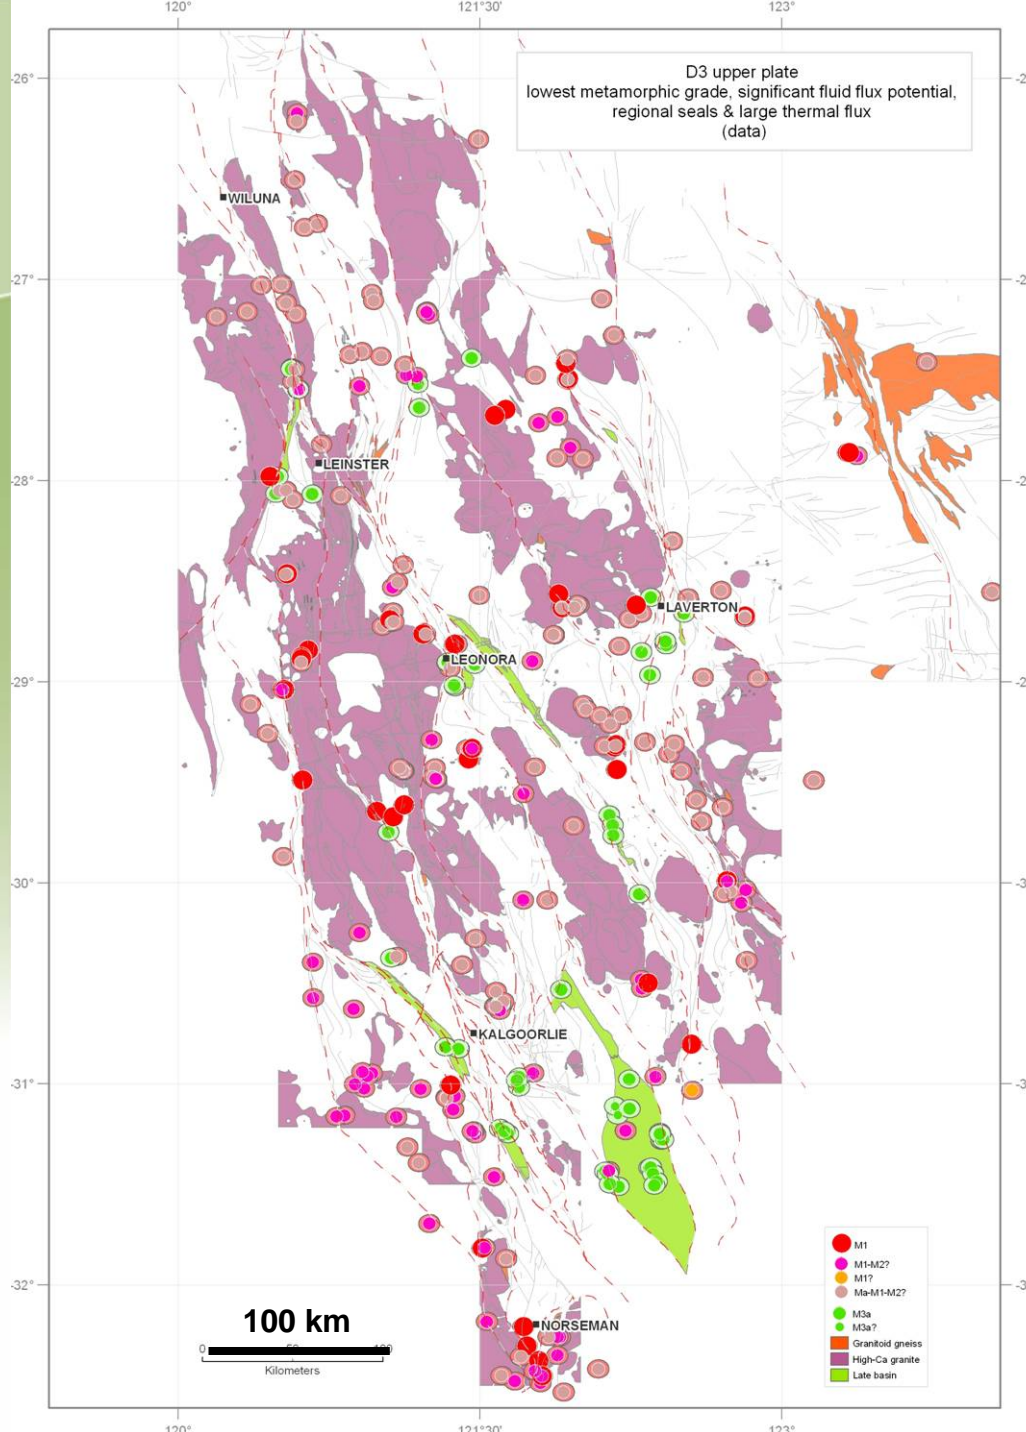 120°
121°30'
123°
26°
D3 upper plate
lowest metamorphic grade, significant fluid flux potential,
regional seals & large thermal flux
(data)
WILUNA
27°
28°
LEINSTER
LAVERTON
LEONORA
29°
30°
KALGOORLIE
31°
32°
M1
M1-M2?
M1?
Ma-M1-M2?
M3a
M3a?
Granitoid gneiss
High-Ca granite
Late basin
100 km
0
Kilometers
NORSEMAN
120°
121°30'
123°